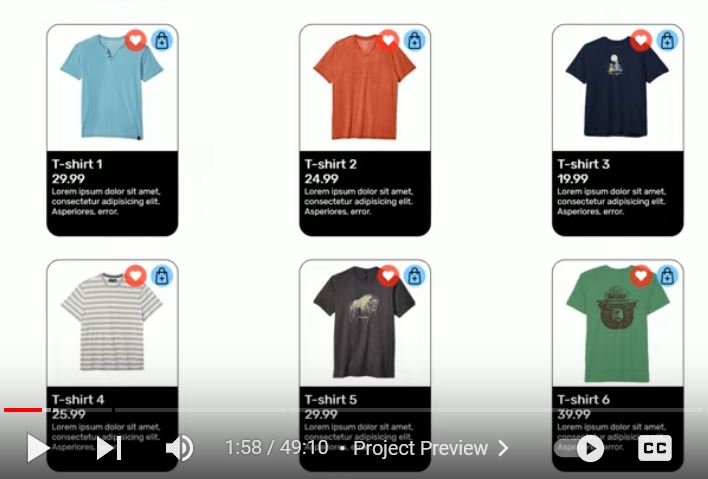 T-shirt 1
29.99
Lorem ipsum dolor sit amet,
consectetur adipisicing elit.
Asperiores, error.
T-shirt 2
24.99
Lorem ipsum dolor sit amet,
consectetur adipisicing elit.
Asperiores, error.
T-shirt 3
19.99
Lorem ipsum dolor sit amet,
consectetur adipisicing elit.
Asperiores, error.
T-shirt 4
25.99
Lorem ipsum dolor sit amet,
consectetur adipisicing elit.
T-shirt 5
29.99
Lorem ipsum dolor sit amet,
consectetur adipisicing elit.
T-shirt 6
39.99
Lorem ipsum dolor sit amet,
consectetur adipisicing elit.
1:58 / 49:10 • Project Preview
CC